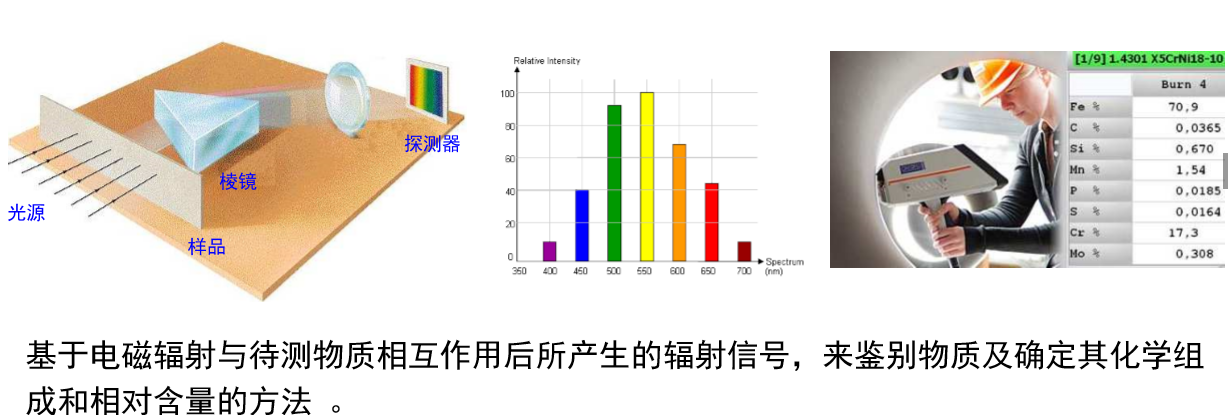 光源
样品
棱镜
探测器
Relative Intensity
100
80
60
40
20
0
350 400 450 500 550 600 650 700
Spectrum
(nm)
[1/9] 1.4301 X5CrNi18-10
Burn 4
Fe % 70,9
C % 0,0365
Si % 0,670
Mn % 1,54
P % 0,0185
S % 0,0164
Cr % 17,3
Mo % 0,308
基于电磁辐射与待测物质相互作用后所产生的辐射信号，来鉴别物质及确定其化学组
成和相对含量的方法 。